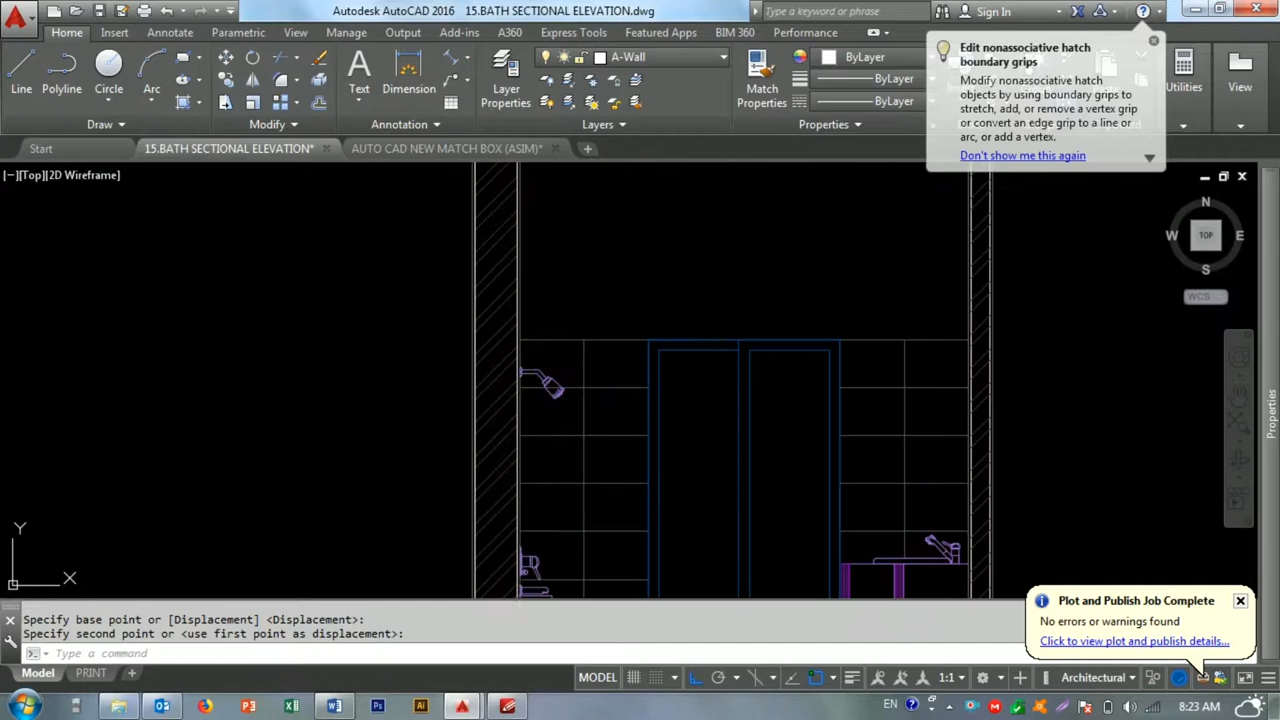 Autodesk AutoCAD 2016 15.BATH SECTIONAL ELEVATION.dwg
Type a keyword or phrase
Sign In
Home Insert Annotate Parametric View Manage Output Add-ins A360 Express Tools Featured Apps BIM 360 Performance
A-Wall
ByLayer
ByLayer
ByLayer
Line Polyline Circle Arc
Text Dimension
Layer
Properties
Match
Properties
Utilities View
Draw Modify Annotation Layers Properties
Edit nonassociative hatch
boundary grips
Modify nonassociative hatch
objects by using boundary grips to
stretch, add, or remove a vertex grip
or convert an edge grip to a line or
arc, or add a vertex.
Don't show me this again
Start 15.BATH SECTIONAL ELEVATION* AUTO CAD NEW MATCH BOX (ASIM)*
[−][Top][2D Wireframe]
N
W TOP E
S
WCS
Properties
Y
X
Specify base point or [Displacement] <Displacement>:
Specify second point or <use first point as displacement>:
Type a command
Plot and Publish Job Complete
No errors or warnings found
Click to view plot and publish details...
Model PRINT
MODEL 1:1 Architectural
EN 8:23 AM